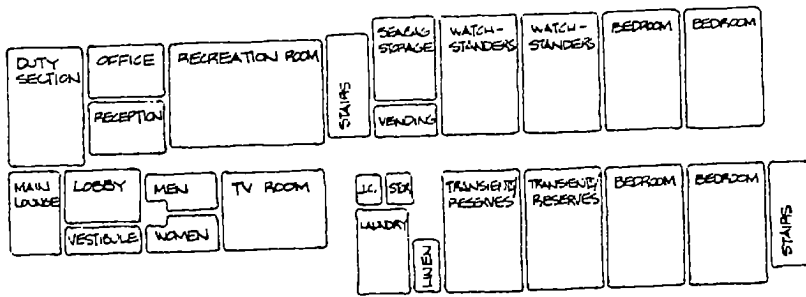 DUTY
SECTION
OFFICE
RECEPTION
RECREATION ROOM
STAIRS
SEABAG
STORAGE
VENDING
WATCH-
STANDERS
WATCH-
STANDERS
BEDROOM
BEDROOM
MAIN
LOUNGE
LOBBY
VESTIBULE
MEN
WOMEN
TV ROOM
J.C.
STOR
LAUNDRY
LINEN
TRANSIENT/
RESERVES
TRANSIENT/
RESERVES
BEDROOM
BEDROOM
STAIRS